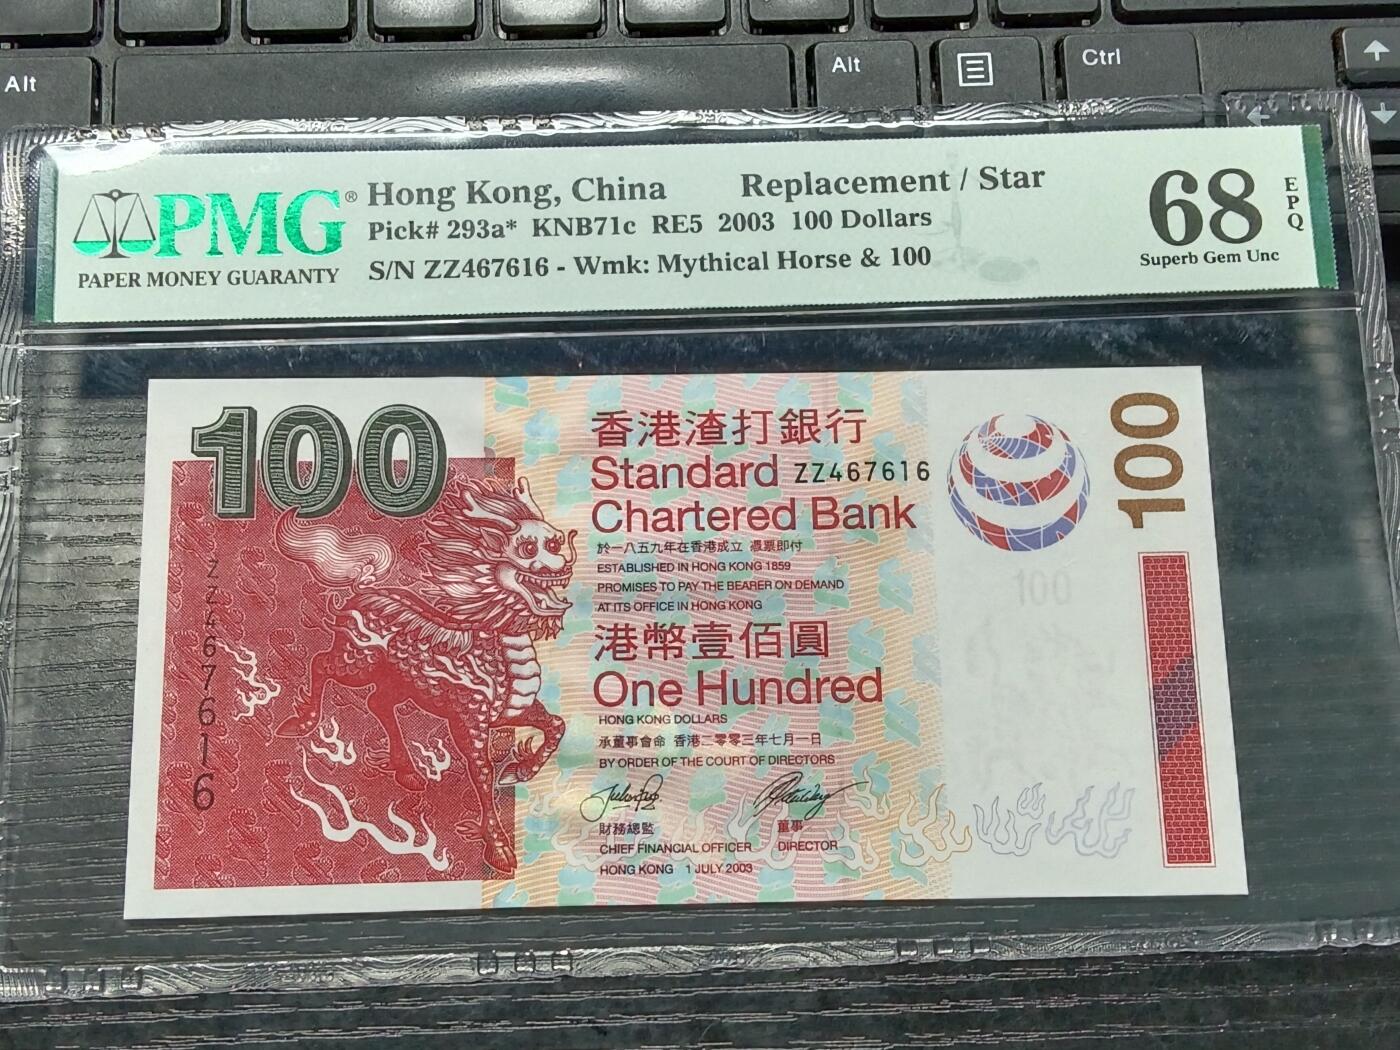 Alt
Alt
Ctrl
PMG®
PAPER MONEY GUARANTY
Hong Kong, China Replacement / Star
Pick# 293a* KNB71c RE5 2003 100 Dollars
S/N ZZ467616 - Wmk: Mythical Horse & 100
68
EPQ
Superb Gem Unc
100
香港渣打銀行
Standard ZZ467616
Chartered Bank
於一八五九年在香港成立 憑票即付
ESTABLISHED IN HONG KONG 1859
PROMISES TO PAY THE BEARER ON DEMAND
AT ITS OFFICE IN HONG KONG
港幣壹佰圓
One Hundred
HONG KONG DOLLARS
承董事會命 香港二零零三年七月一日
BY ORDER OF THE COURT OF DIRECTORS
財務總監 董事
CHIEF FINANCIAL OFFICER DIRECTOR
HONG KONG 1 JULY 2003
ZZ467616
100
100